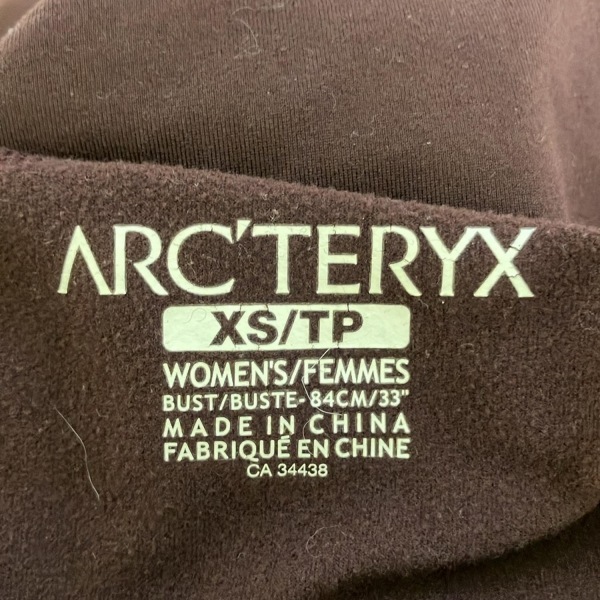 ARC'TERYX
XS/TP
WOMEN'S/FEMMES
BUST/BUSTE- 84CM/33"
MADE IN CHINA
FABRIQUÉ EN CHINE
CA 34438